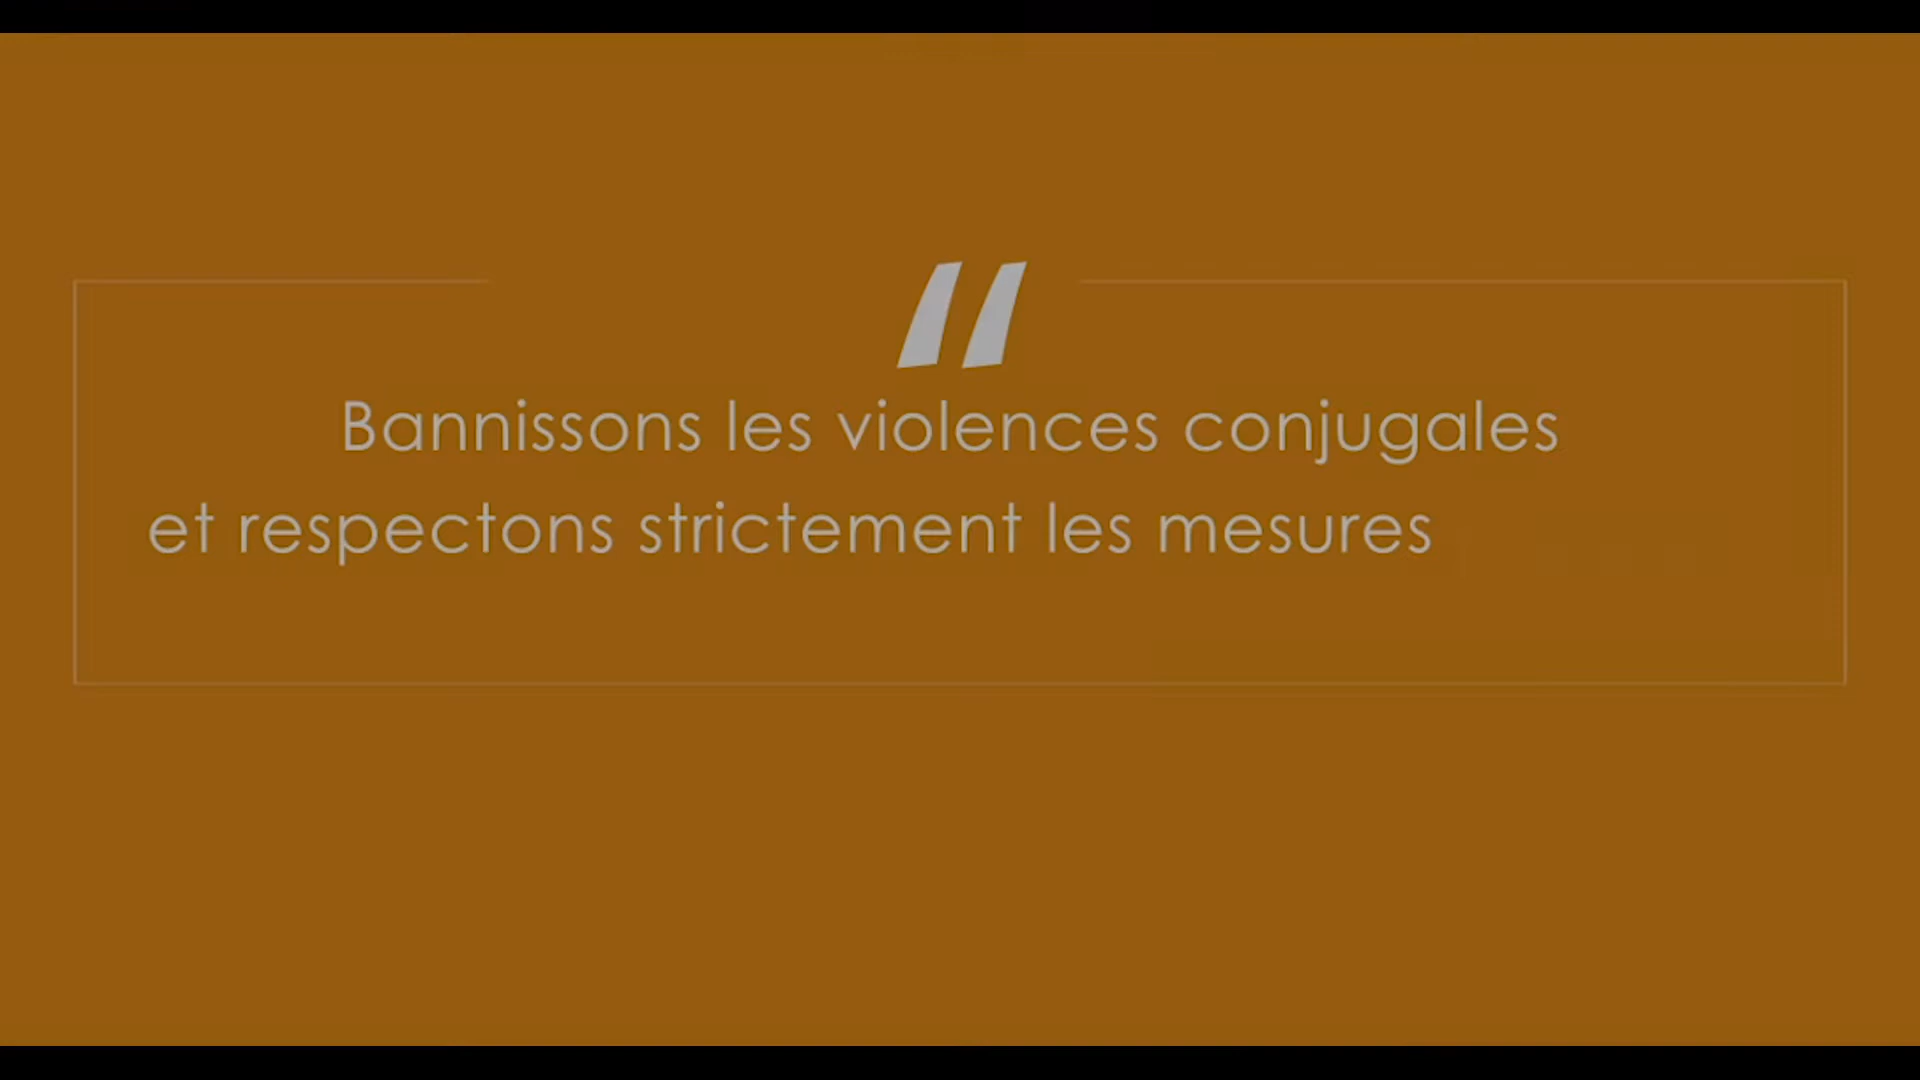 “
Bannissons les violences conjugales
et respectons strictement les mesures